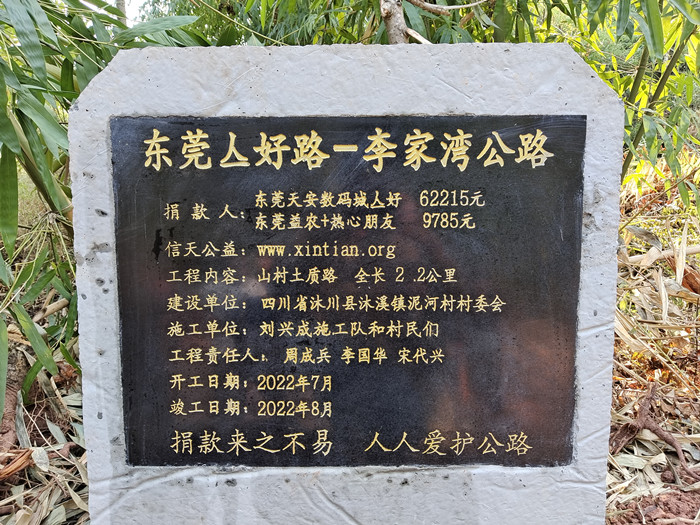 东莞亼好路-李家湾公路
捐款人:
东莞天安数码城亼好 62215元
东莞益农+热心朋友 9785元
信天公益: www.xintian.org
工程内容: 山村土质路 全长 2.2公里
建设单位: 四川省沐川县沐溪镇泥河村村委会
施工单位: 刘兴成施工队和村民们
工程责任人: 周成兵 李国华 宋代兴
开工日期: 2022年7月
竣工日期: 2022年8月
捐款来之不易 人人爱护公路